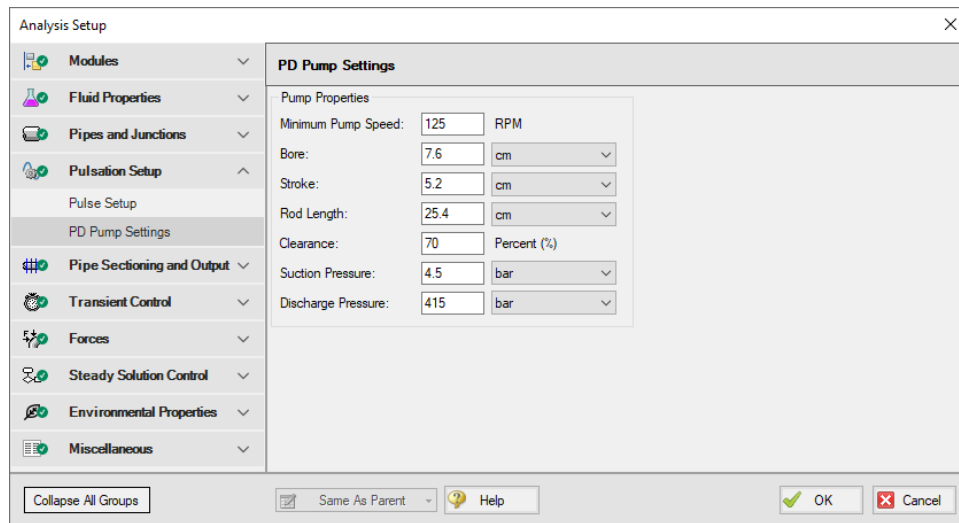 Analysis Setup
Modules
Fluid Properties
Pipes and Junctions
Pulsation Setup
Pulse Setup
PD Pump Settings
Pipe Sectioning and Output
Transient Control
Forces
Steady Solution Control
Environmental Properties
Miscellaneous
PD Pump Settings
Pump Properties
Minimum Pump Speed: 125 RPM
Bore: 7.6 cm
Stroke: 5.2 cm
Rod Length: 25.4 cm
Clearance: 70 Percent (%)
Suction Pressure: 4.5 bar
Discharge Pressure: 415 bar
Collapse All Groups Same As Parent Help OK Cancel